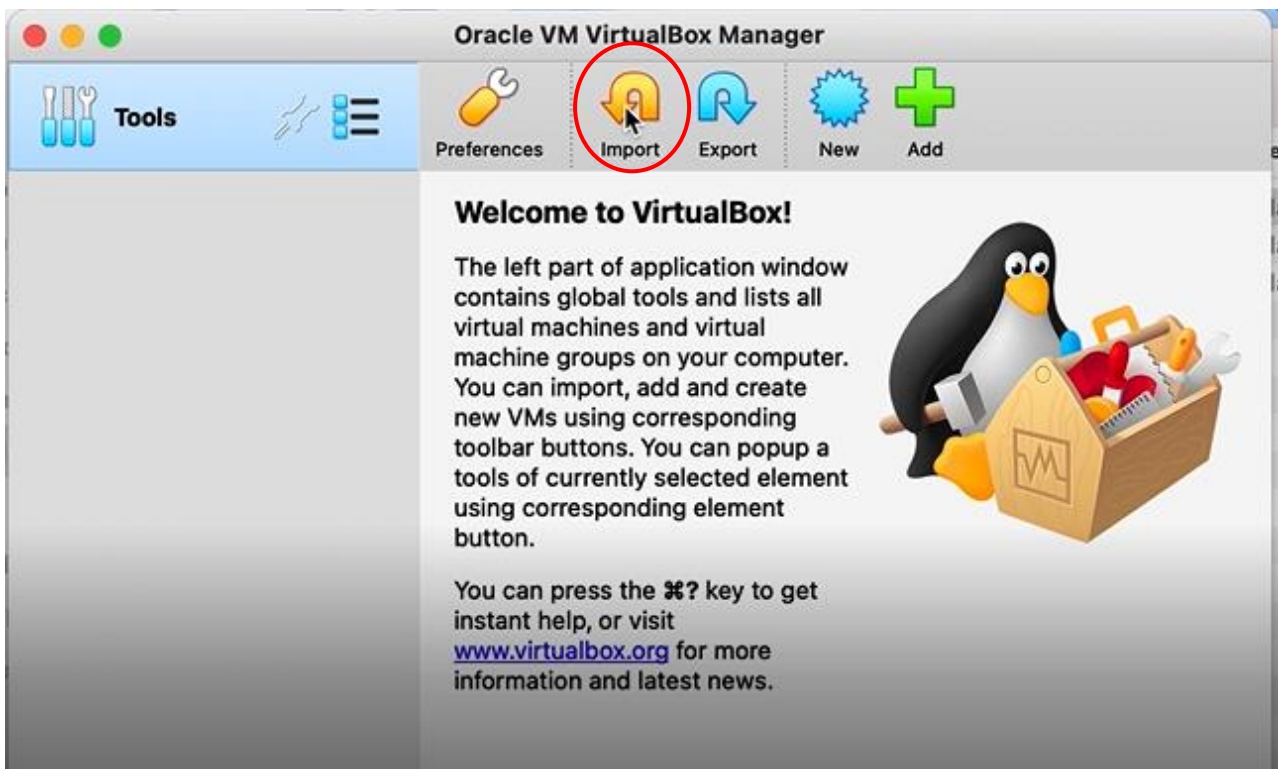 Oracle VM VirtualBox Manager
Tools
Preferences
Import
Export
New
Add
Welcome to VirtualBox!
The left part of application window
contains global tools and lists all
virtual machines and virtual
machine groups on your computer.
You can import, add and create
new VMs using corresponding
toolbar buttons. You can popup a
tools of currently selected element
using corresponding element
button.
You can press the ⌘? key to get
instant help, or visit
www.virtualbox.org for more
information and latest news.